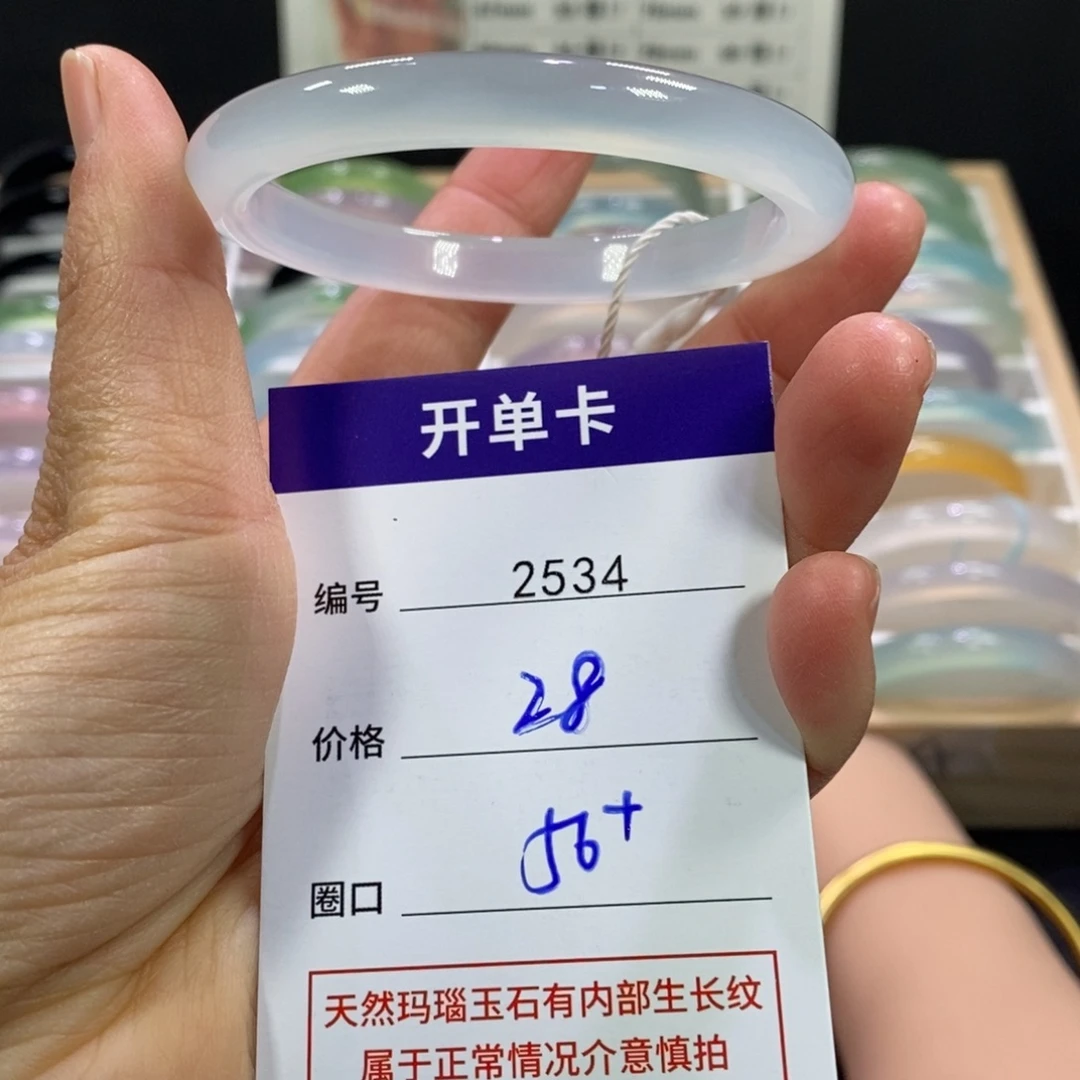 开单卡
编号 2534
价格 28
圈口 56+
天然玛瑙玉石有内部生长纹
属于正常情况介意慎拍